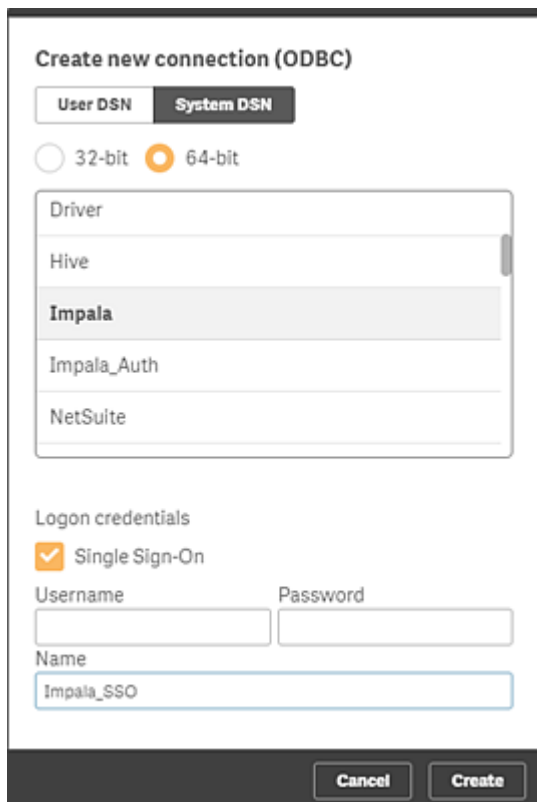 Create new connection (ODBC)
User DSN System DSN
32-bit 64-bit
Driver
Hive
Impala
Impala_Auth
NetSuite
Logon credentials
Single Sign-On
Username Password
Name
Impala_SSO
Cancel Create